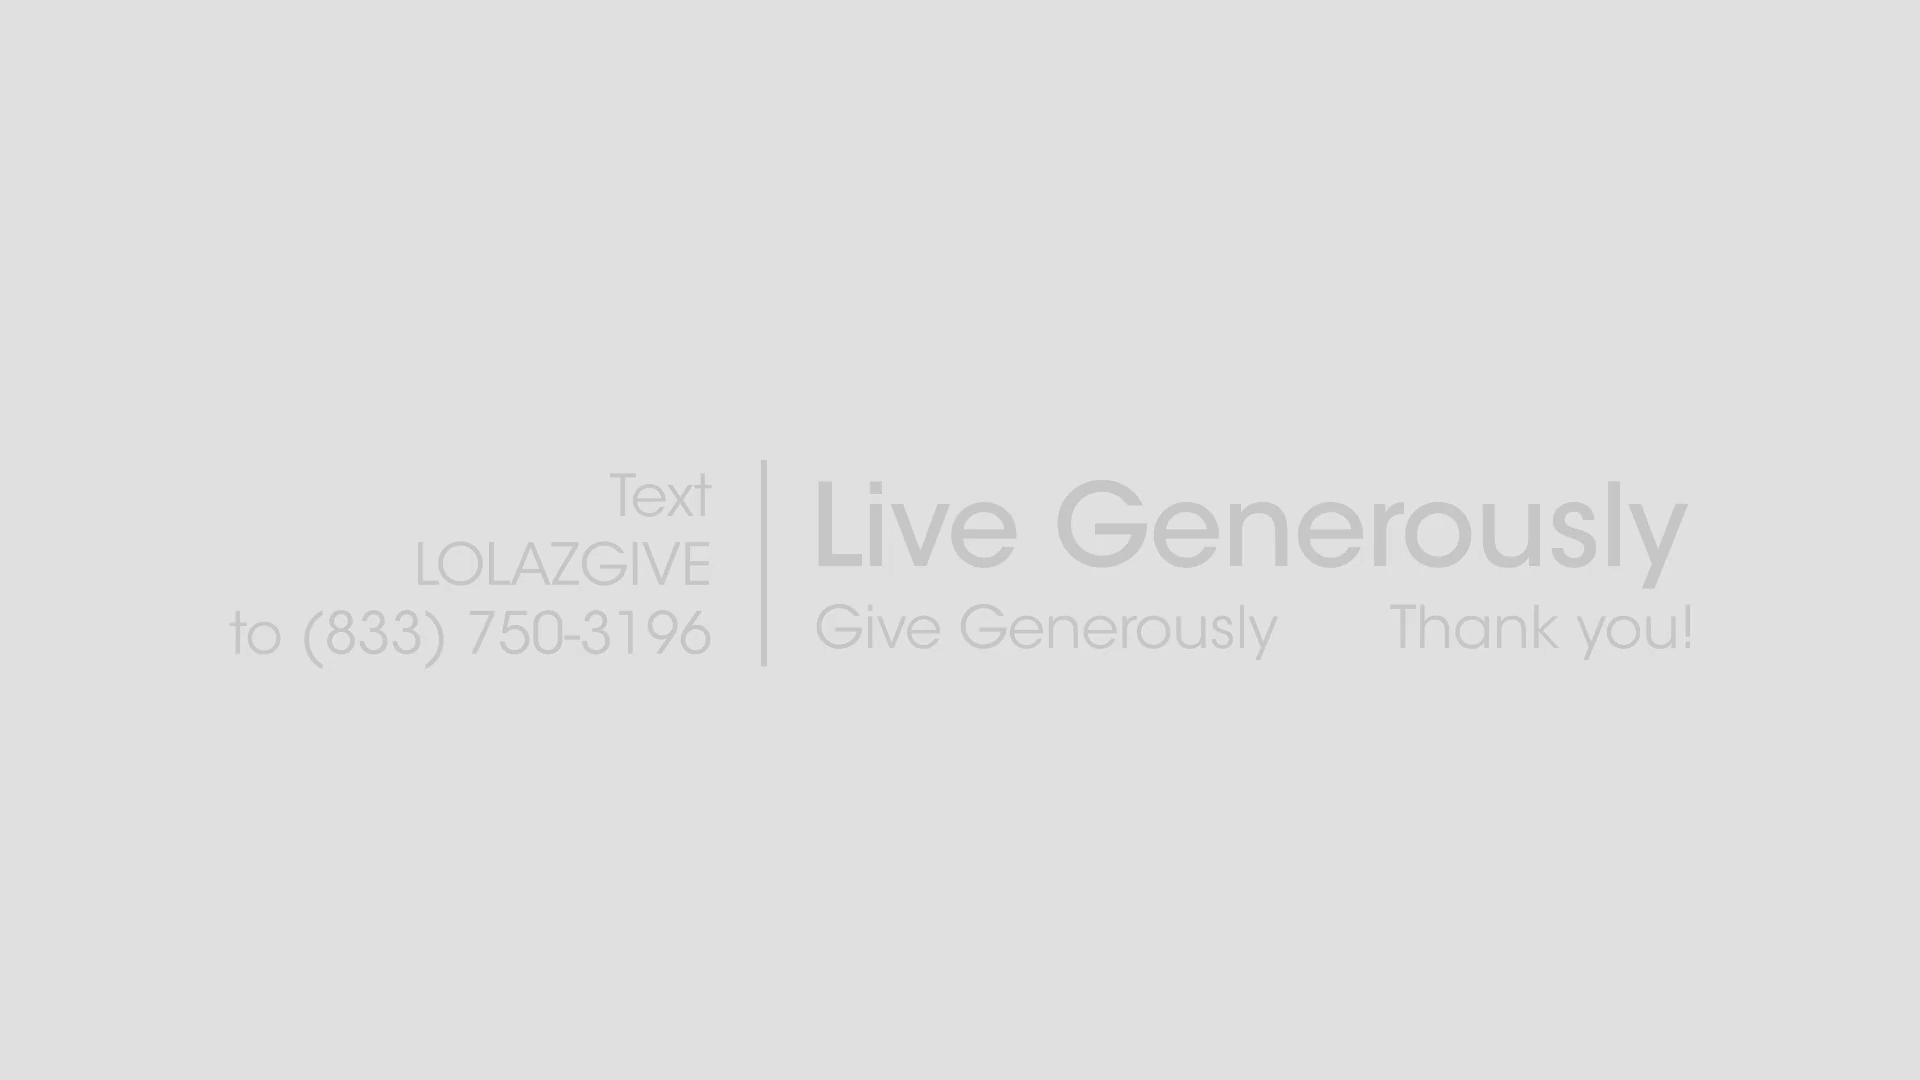 Text
LOLAZGIVE
to (833) 750-3196
Live Generously
Give Generously Thank you!